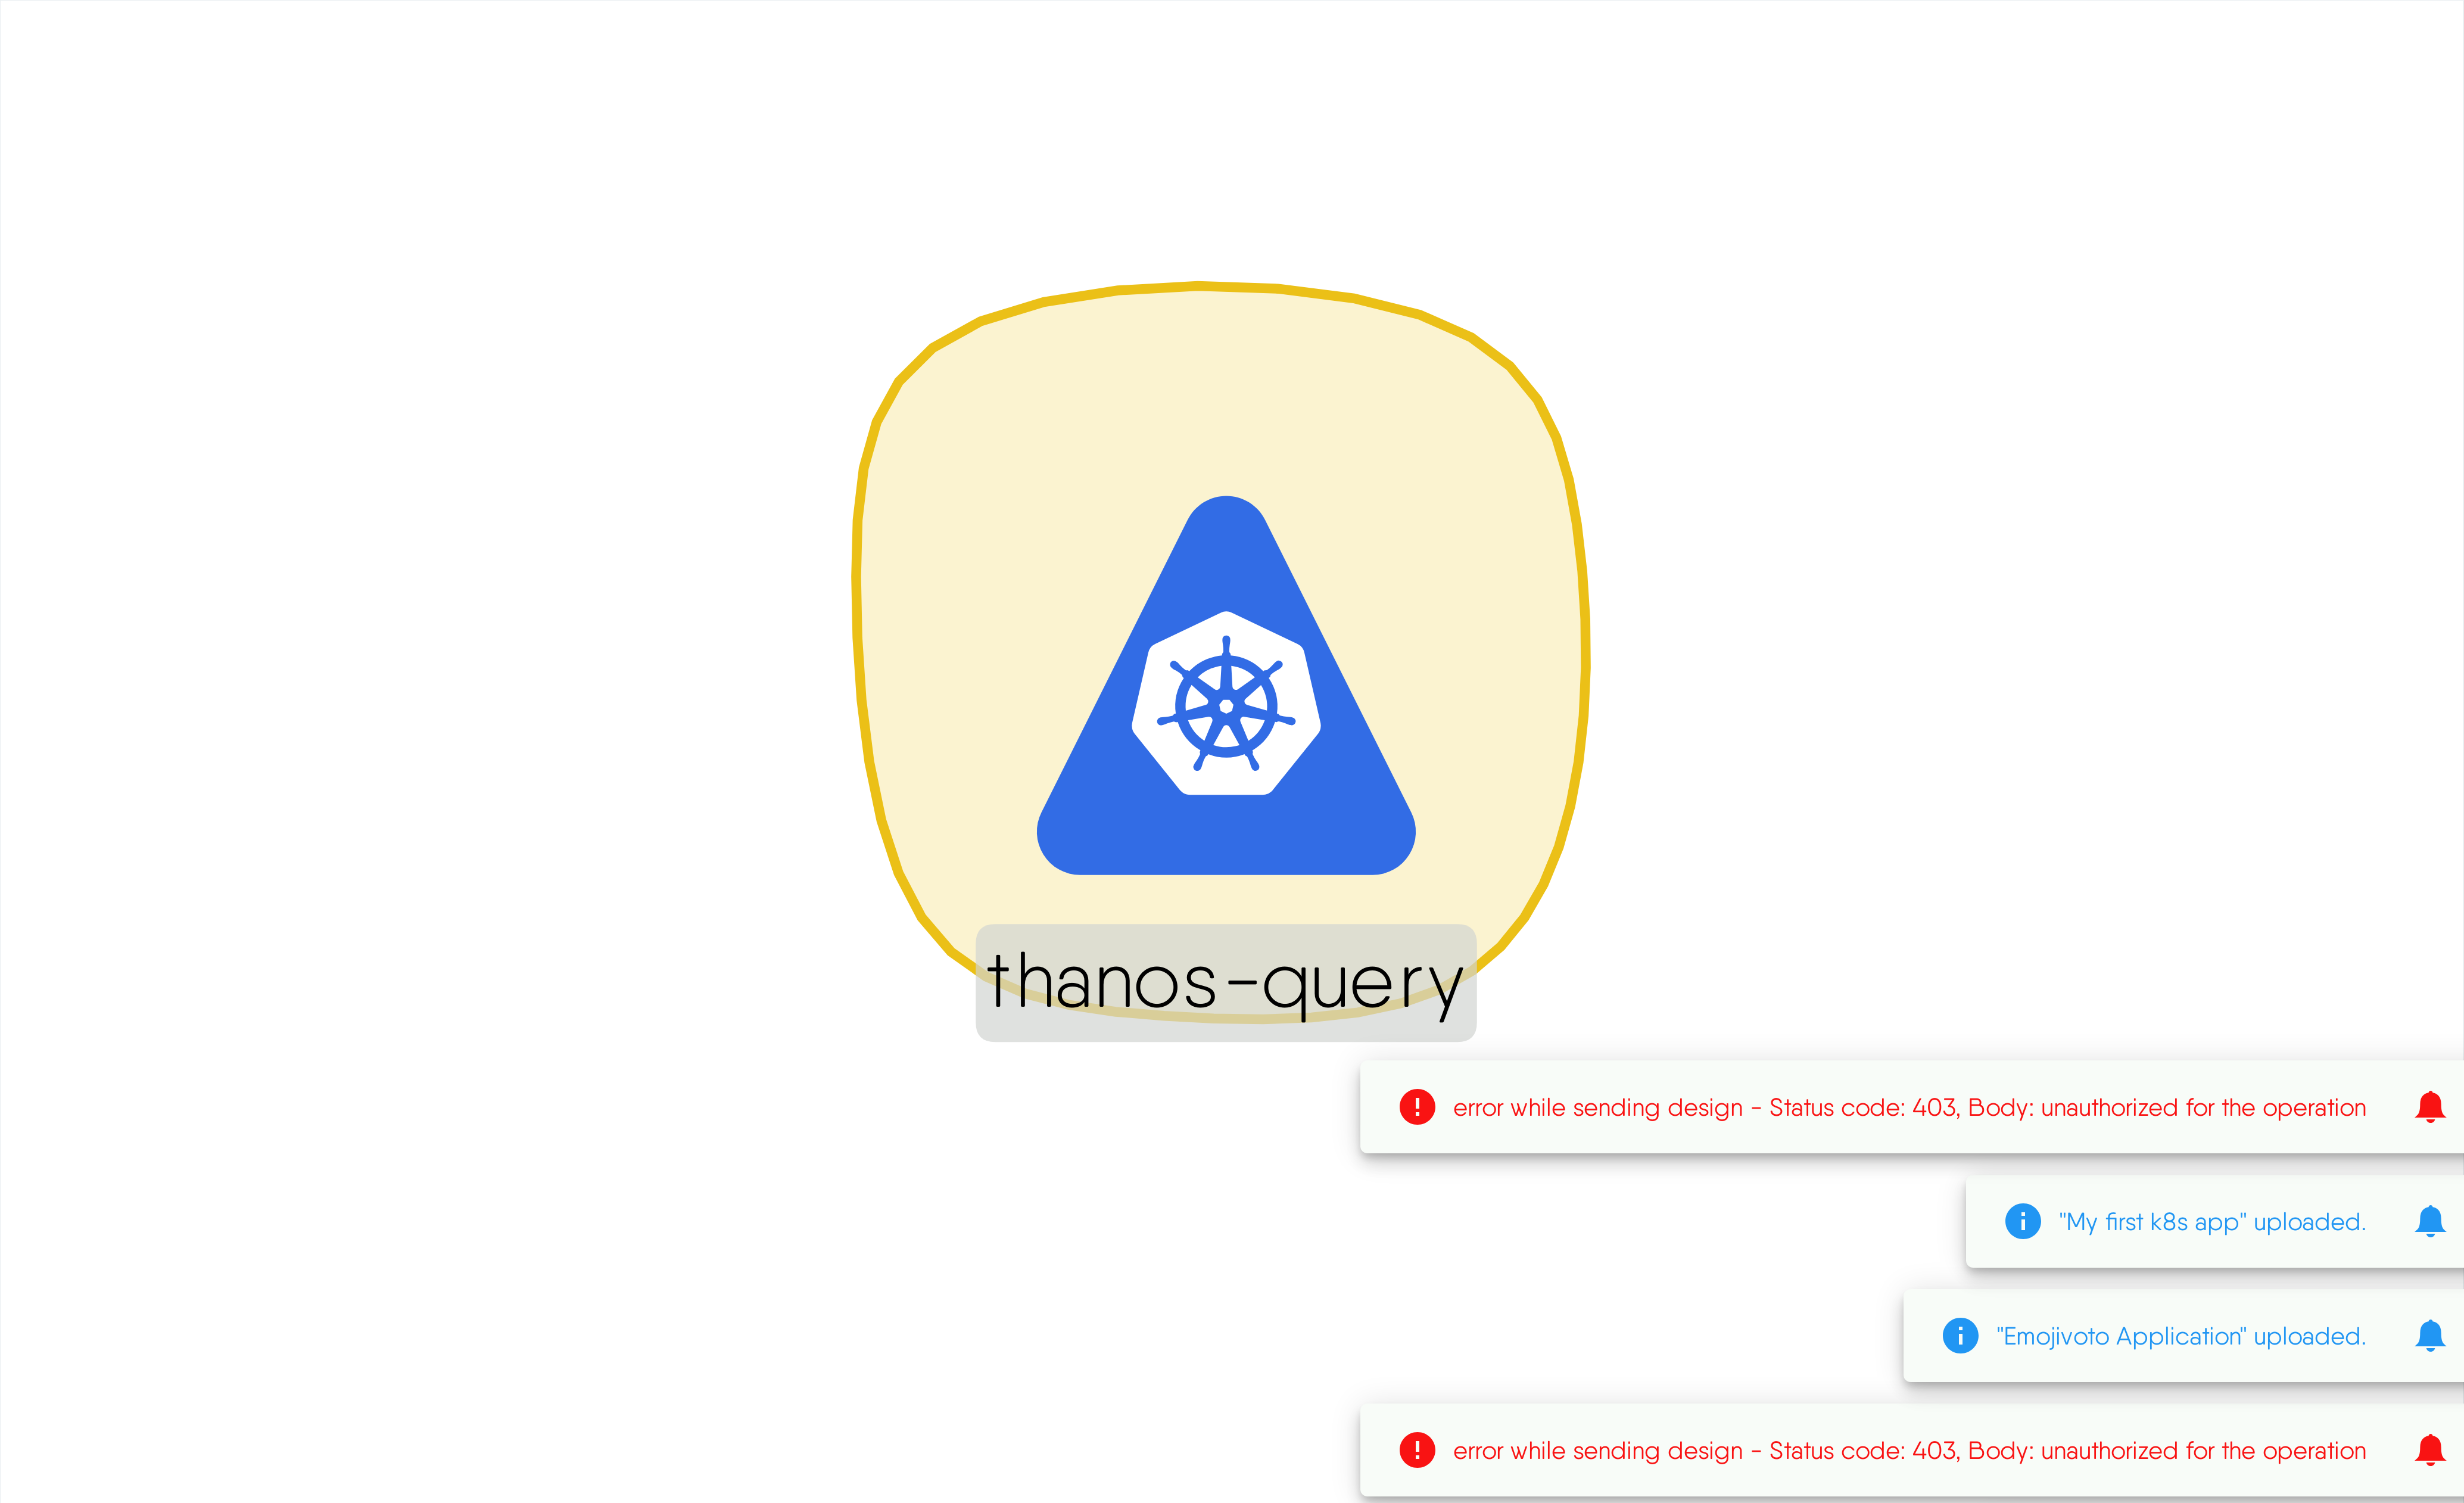 thanos-query
error while sending design - Status code: 403, Body: unauthorized for the operation
"My first k8s app" uploaded.
"Emojivoto Application" uploaded.
error while sending design - Status code: 403, Body: unauthorized for the operation